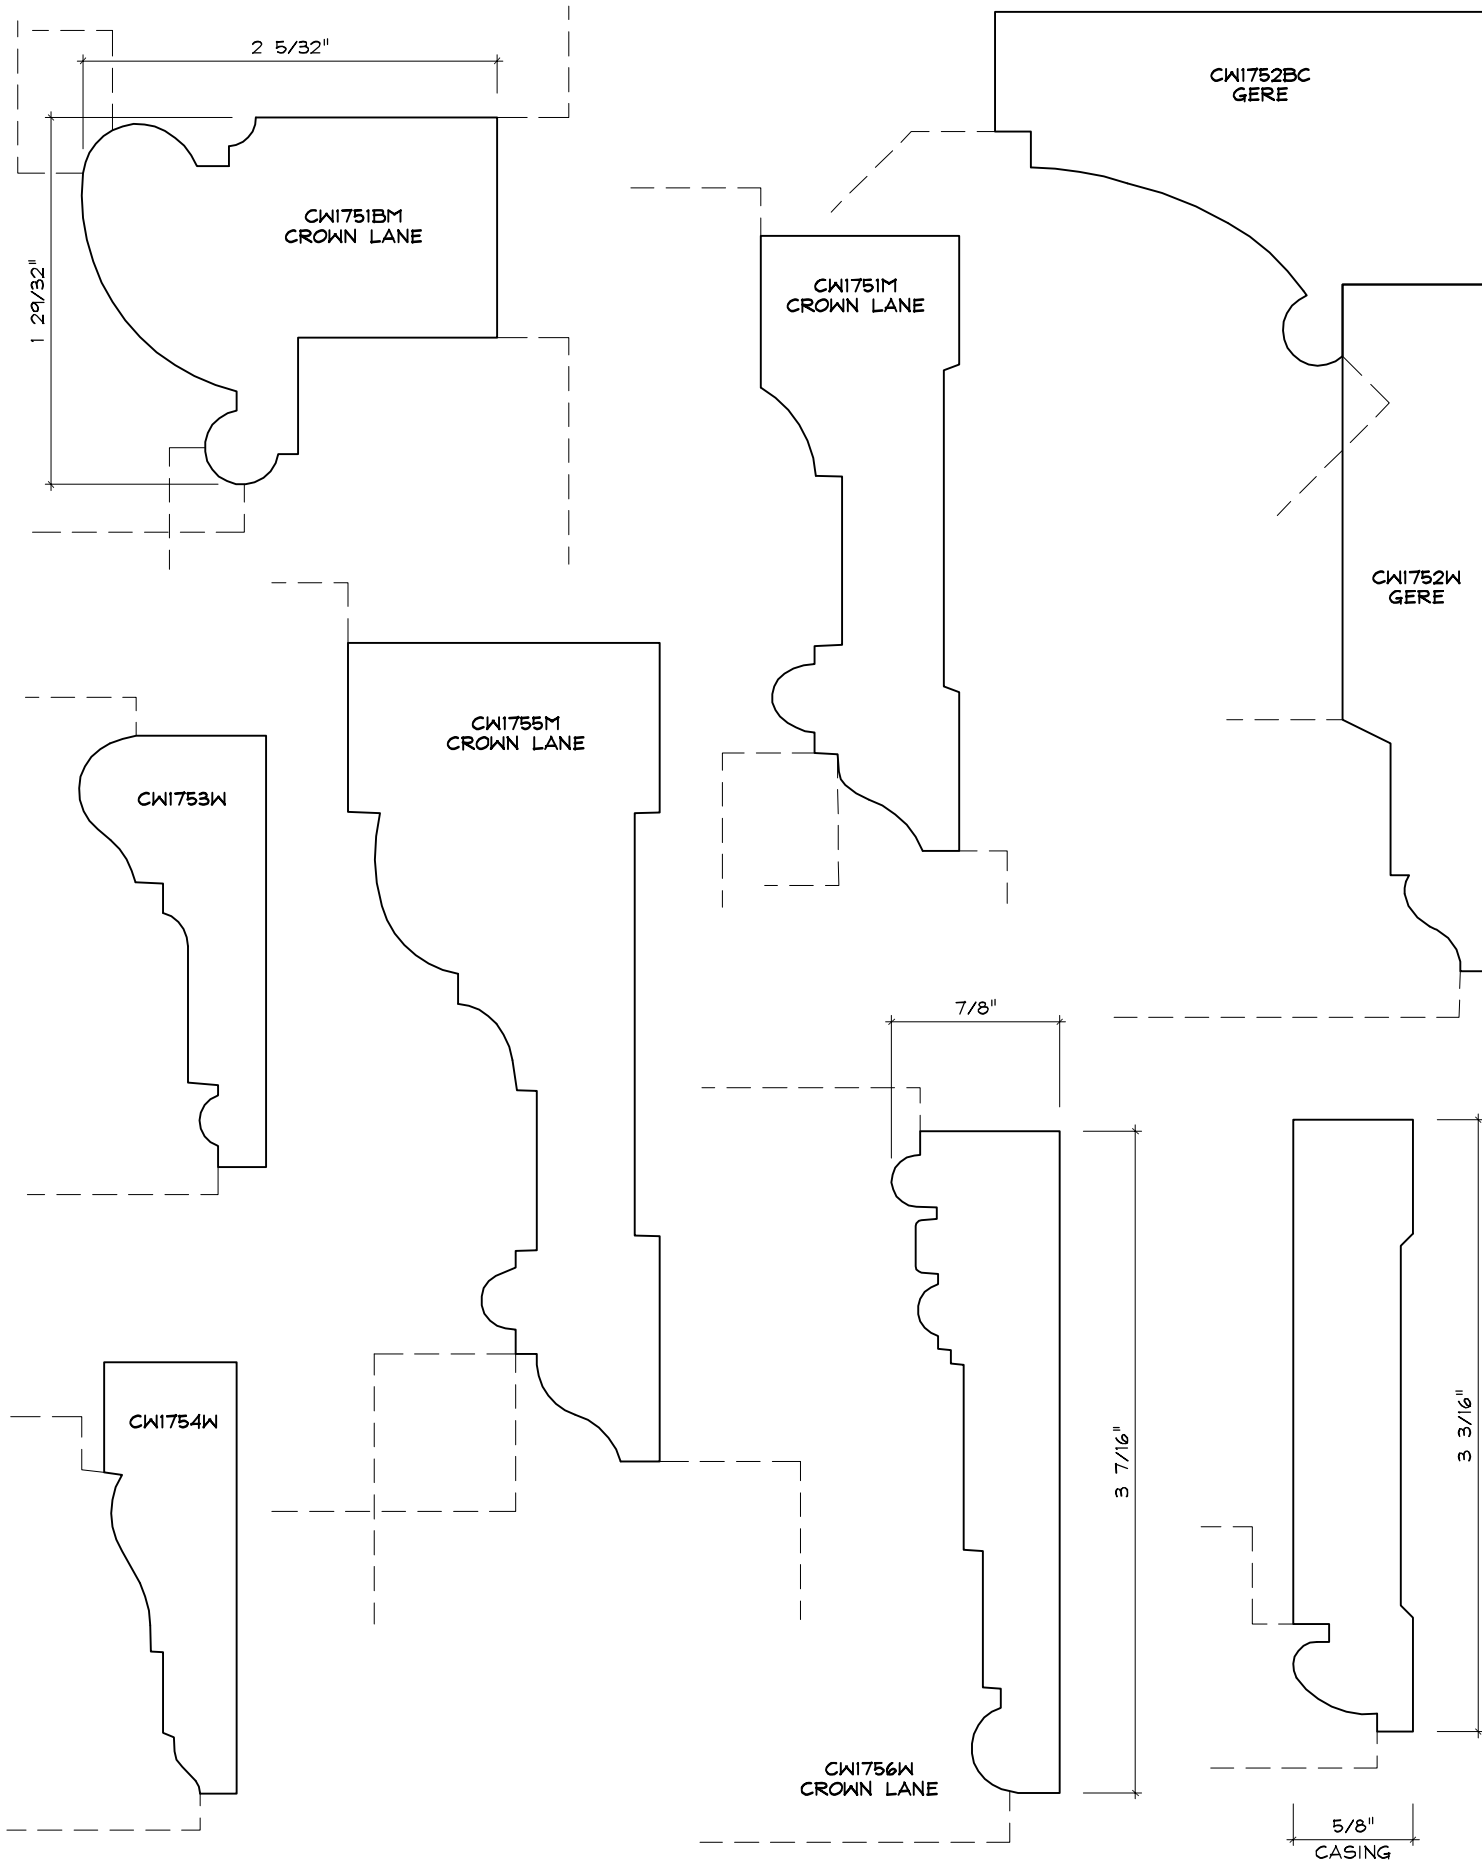 2 5/32"
CW1751BM
CROWN LANE
1 29/32"
CW1752BC
GERE
CW1751M
CROWN LANE
CW1752W
GERE
CW1755M
CROWN LANE
CW1753W
7/8"
CW1754W
3 7/16"
3 3/16"
CW1756W
CROWN LANE
5/8"
CASING